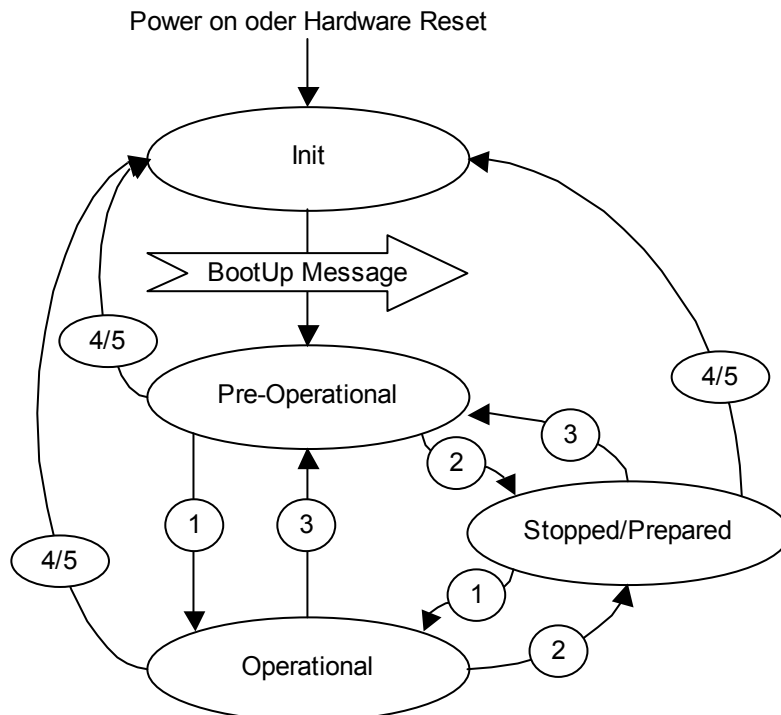 Power on oder Hardware Reset
Init
BootUp Message
4/5
Pre-Operational
4/5
3
2
1
3
Stopped/Prepared
4/5
1
2
Operational